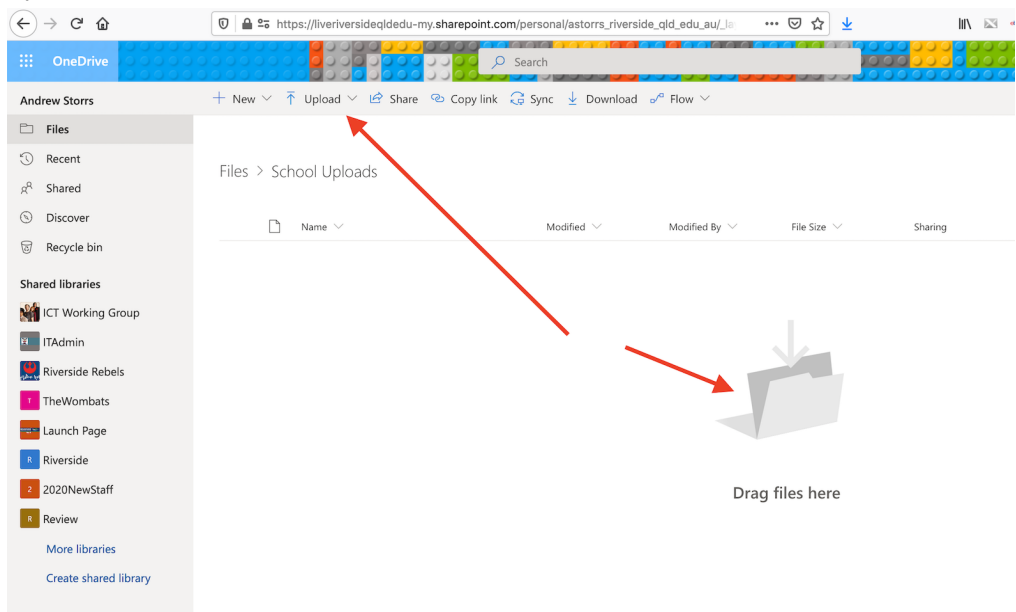 https://liveriversideqldedu-my.sharepoint.com/personal/astorrs_riverside_qld_edu_au/_la
OneDrive
Search
Andrew Storrs
New Upload Share Copy link Sync Download Flow
Files
Recent
Shared
Discover
Recycle bin
Files > School Uploads
Name Modified Modified By File Size Sharing
Shared libraries
ICT Working Group
ITAdmin
Riverside Rebels
T TheWombats
Launch Page
R Riverside
2 2020NewStaff
R Review
More libraries
Create shared library
Drag files here